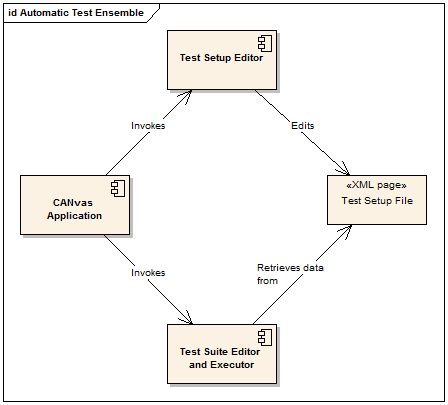 id Automatic Test Ensemble
Test Setup Editor
Invokes
Edits
CANvas
Application
«XML page»
Test Setup File
Invokes
Retrieves data
from
Test Suite Editor
and Executor